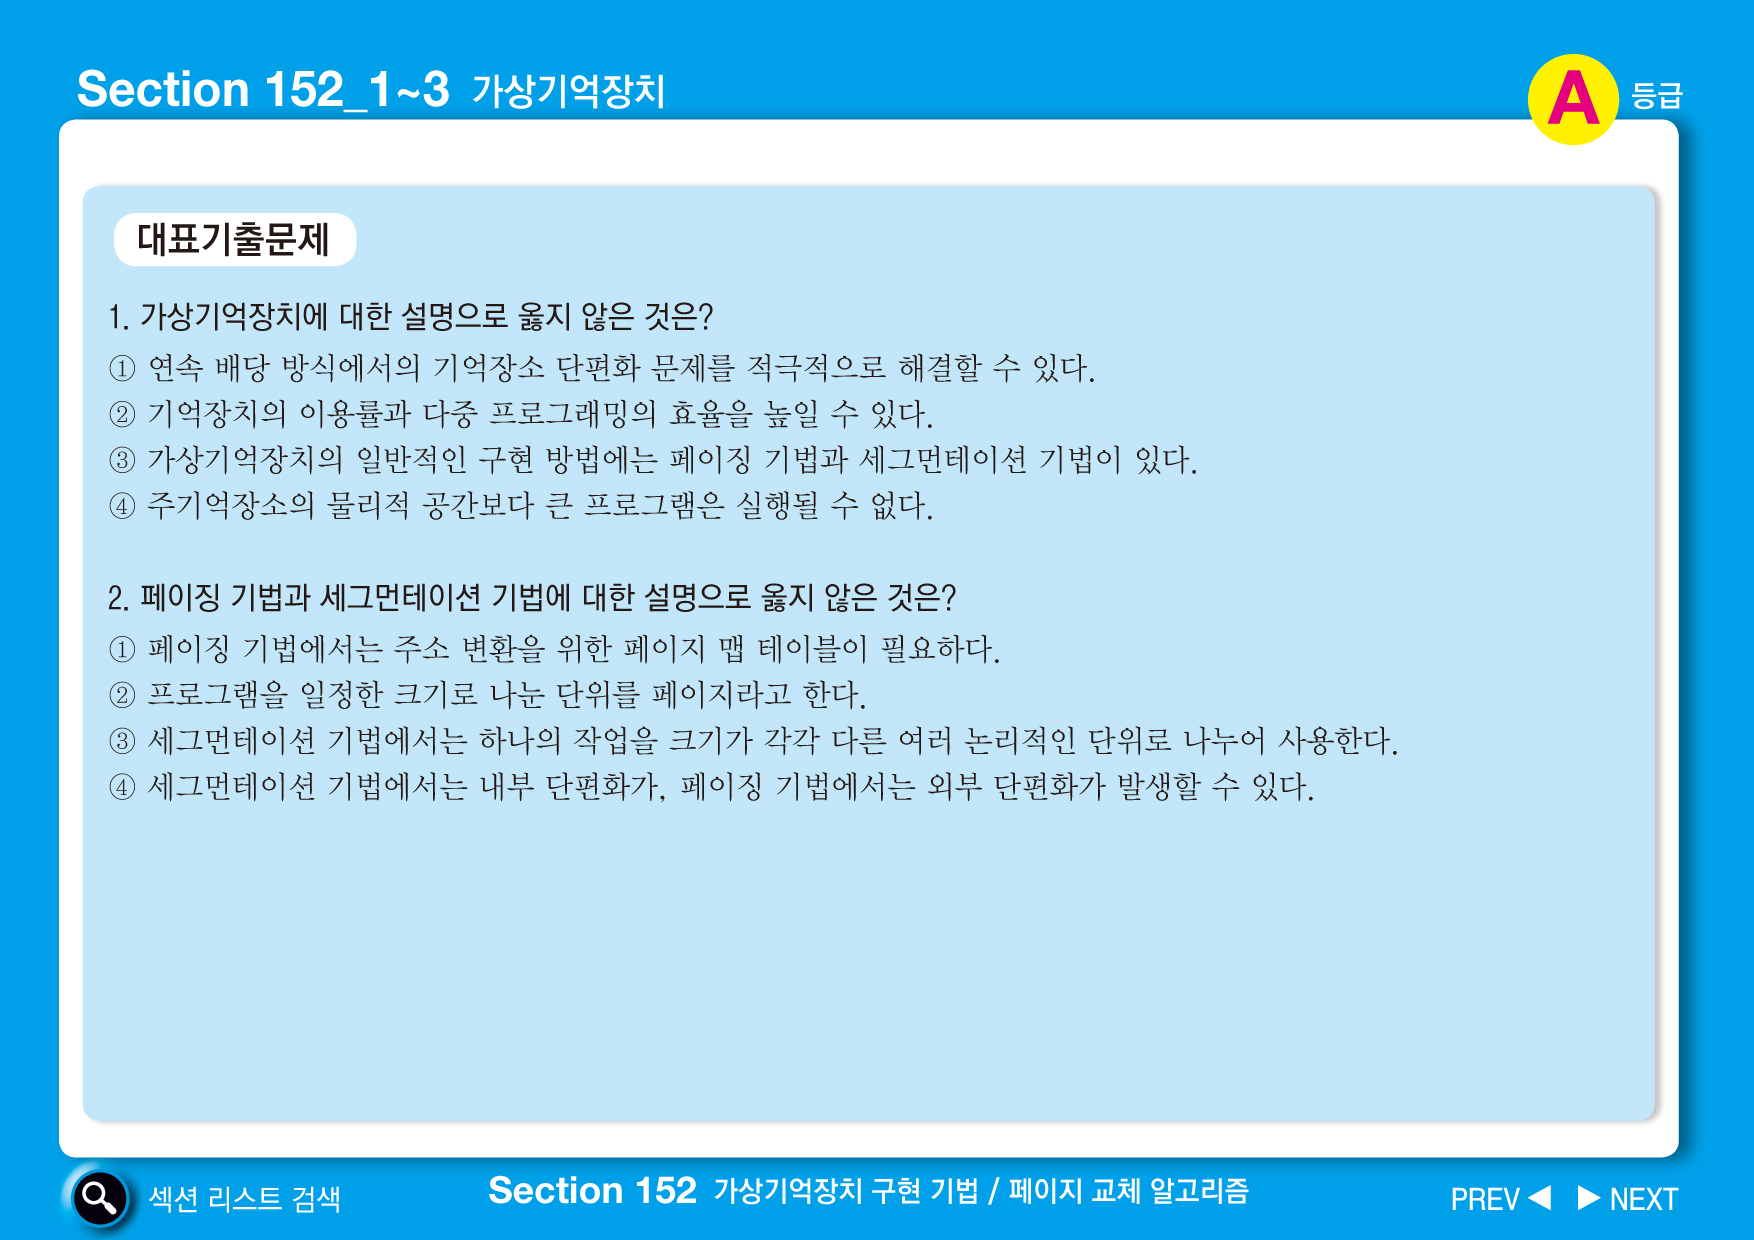 Section 152_1~3 가상기억장치
A 등급
대표기출문제
1. 가상기억장치에 대한 설명으로 옳지 않은 것은?
① 연속 배당 방식에서의 기억장소 단편화 문제를 적극적으로 해결할 수 있다.
② 기억장치의 이용률과 다중 프로그래밍의 효율을 높일 수 있다.
③ 가상기억장치의 일반적인 구현 방법에는 페이징 기법과 세그먼테이션 기법이 있다.
④ 주기억장소의 물리적 공간보다 큰 프로그램은 실행될 수 없다.
2. 페이징 기법과 세그먼테이션 기법에 대한 설명으로 옳지 않은 것은?
① 페이징 기법에서는 주소 변환을 위한 페이지 맵 테이블이 필요하다.
② 프로그램을 일정한 크기로 나눈 단위를 페이지라고 한다.
③ 세그먼테이션 기법에서는 하나의 작업을 크기가 각각 다른 여러 논리적인 단위로 나누어 사용한다.
④ 세그먼테이션 기법에서는 내부 단편화가, 페이징 기법에서는 외부 단편화가 발생할 수 있다.
섹션 리스트 검색
Section 152 가상기억장치 구현 기법 / 페이지 교체 알고리즘
PREV ◀ ▶ NEXT